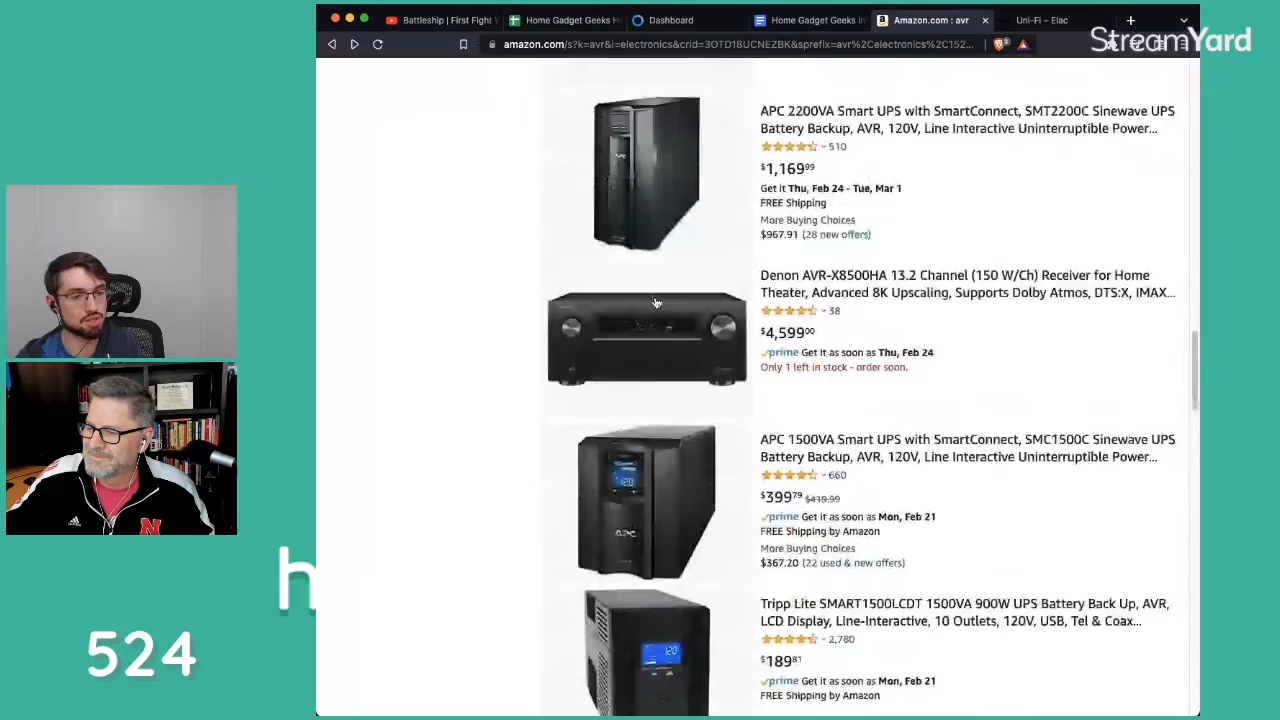 Battleship | First Fight
Home Gadget Geeks H
Dashboard
Home Gadget Geeks In
Amazon.com : avr
Uni-Fi – Elac
amazon.com/s?k=avr&i=electronics&crid=3OTD18UCNEZBK&sprefix=avr%2Celectronics%2C152...
StreamYard
APC 2200VA Smart UPS with SmartConnect, SMT2200C Sinewave UPS
Battery Backup, AVR, 120V, Line Interactive Uninterruptible Power...
510
$1,169.99
Get it Thu, Feb 24 - Tue, Mar 1
FREE Shipping
More Buying Choices
$967.91 (28 new offers)
Denon AVR-X8500HA 13.2 Channel (150 W/Ch) Receiver for Home
Theater, Advanced 8K Upscaling, Supports Dolby Atmos, DTS:X, IMAX...
38
$4,599.00
prime Get it as soon as Thu, Feb 24
Only 1 left in stock - order soon.
APC 1500VA Smart UPS with SmartConnect, SMC1500C Sinewave UPS
Battery Backup, AVR, 120V, Line Interactive Uninterruptible Power...
660
$399.79 $419.99
prime Get it as soon as Mon, Feb 21
FREE Shipping by Amazon
More Buying Choices
$367.20 (22 used & new offers)
Tripp Lite SMART1500LCDT 1500VA 900W UPS Battery Back Up, AVR,
LCD Display, Line-Interactive, 10 Outlets, 120V, USB, Tel & Coax...
2,780
$189.81
prime Get it as soon as Mon, Feb 21
FREE Shipping by Amazon
APC
APC
120
N
h
524